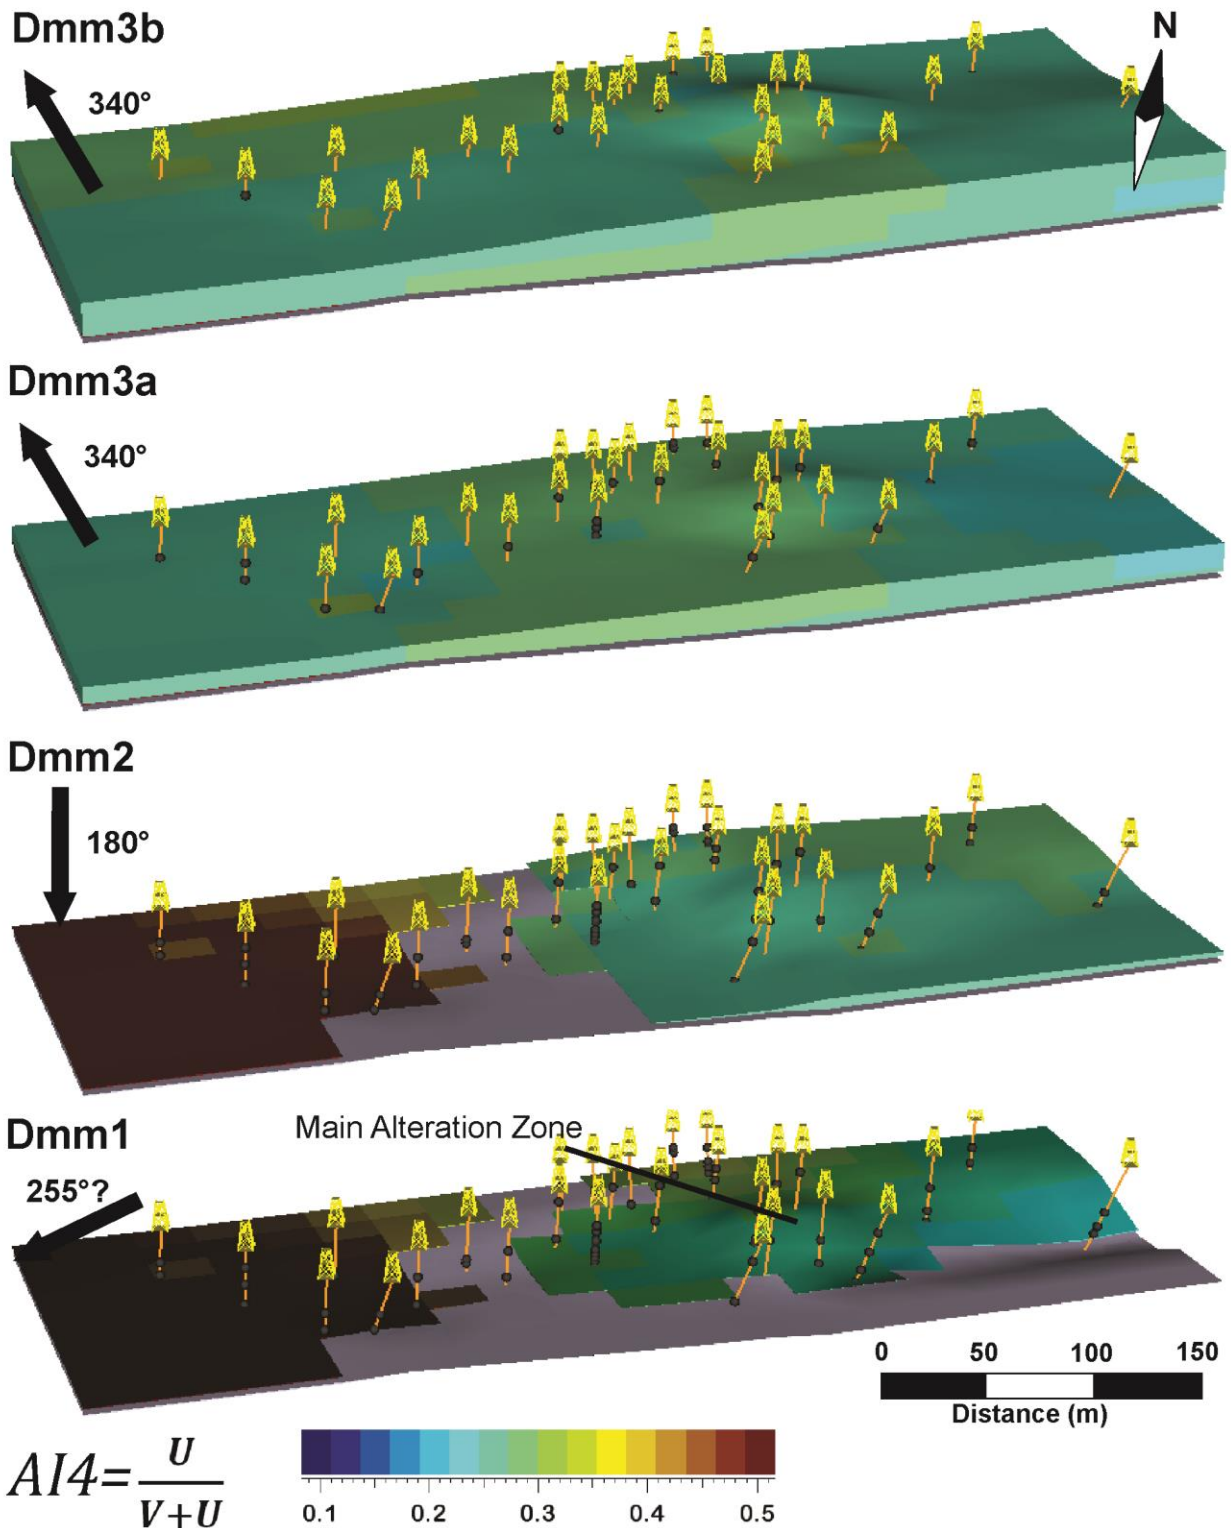 Dmm3b
340°
N
Dmm3a
340°
Dmm2
180°
Dmm1
Main Alteration Zone
255°?
0 50 100 150
Distance (m)
AI4= U
V+U
0.1 0.2 0.3 0.4 0.5